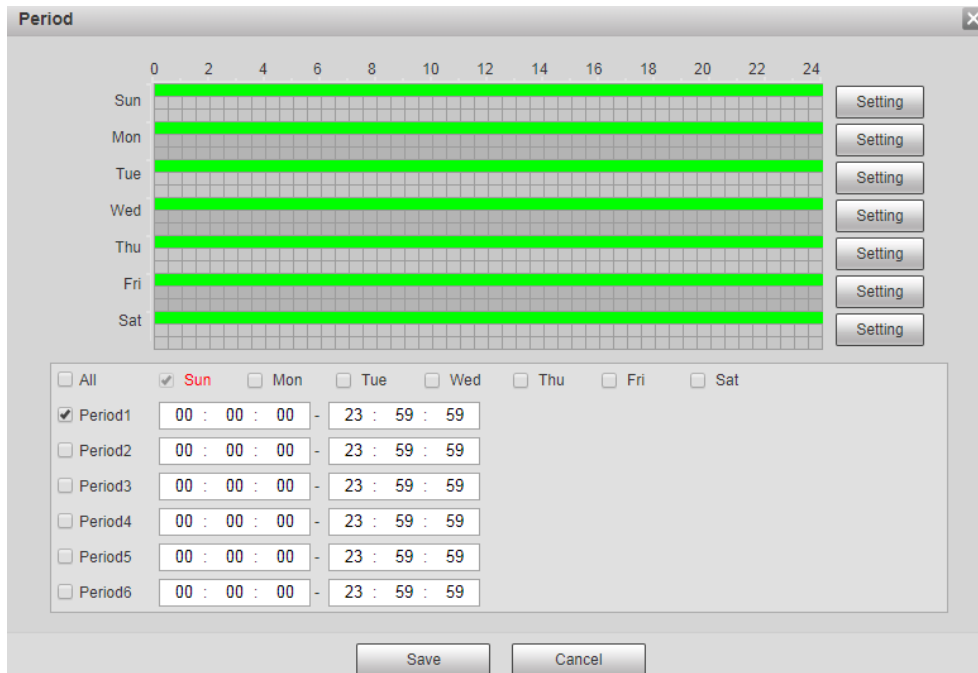 Period
0 2 4 6 8 10 12 14 16 18 20 22 24
Sun Setting
Mon Setting
Tue Setting
Wed Setting
Thu Setting
Fri Setting
Sat Setting
All Sun Mon Tue Wed Thu Fri Sat
Period1 00 : 00 : 00 - 23 : 59 : 59
Period2 00 : 00 : 00 - 23 : 59 : 59
Period3 00 : 00 : 00 - 23 : 59 : 59
Period4 00 : 00 : 00 - 23 : 59 : 59
Period5 00 : 00 : 00 - 23 : 59 : 59
Period6 00 : 00 : 00 - 23 : 59 : 59
Save Cancel